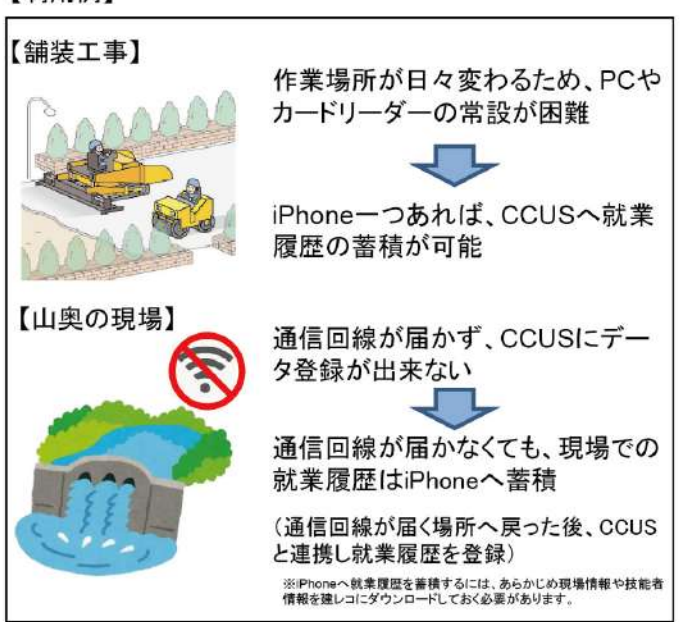 【舗装工事】
作業場所が日々変わるため、PCや
カードリーダーの常設が困難
iPhone一つあれば、CCUSへ就業
履歴の蓄積が可能
【山奥の現場】
通信回線が届かず、CCUSにデー
タ登録が出来ない
通信回線が届かなくても、現場での
就業履歴はiPhoneへ蓄積
（通信回線が届く場所へ戻った後、CCUS
と連携し就業履歴を登録）
※iPhoneへ就業履歴を蓄積するには、あらかじめ現場情報や技能者
情報を建レコにダウンロードしておく必要があります。